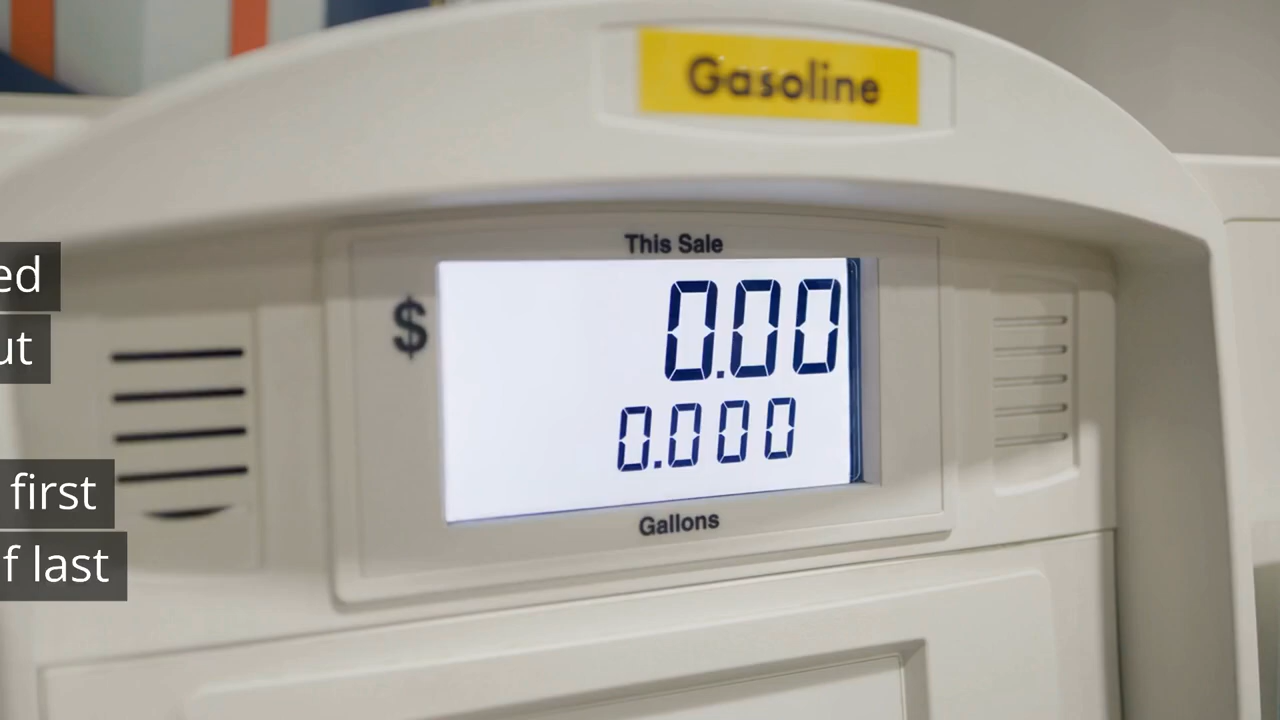 Gasoline
This Sale
$ 0.00
0.000
Gallons
ed
ut
first
f last